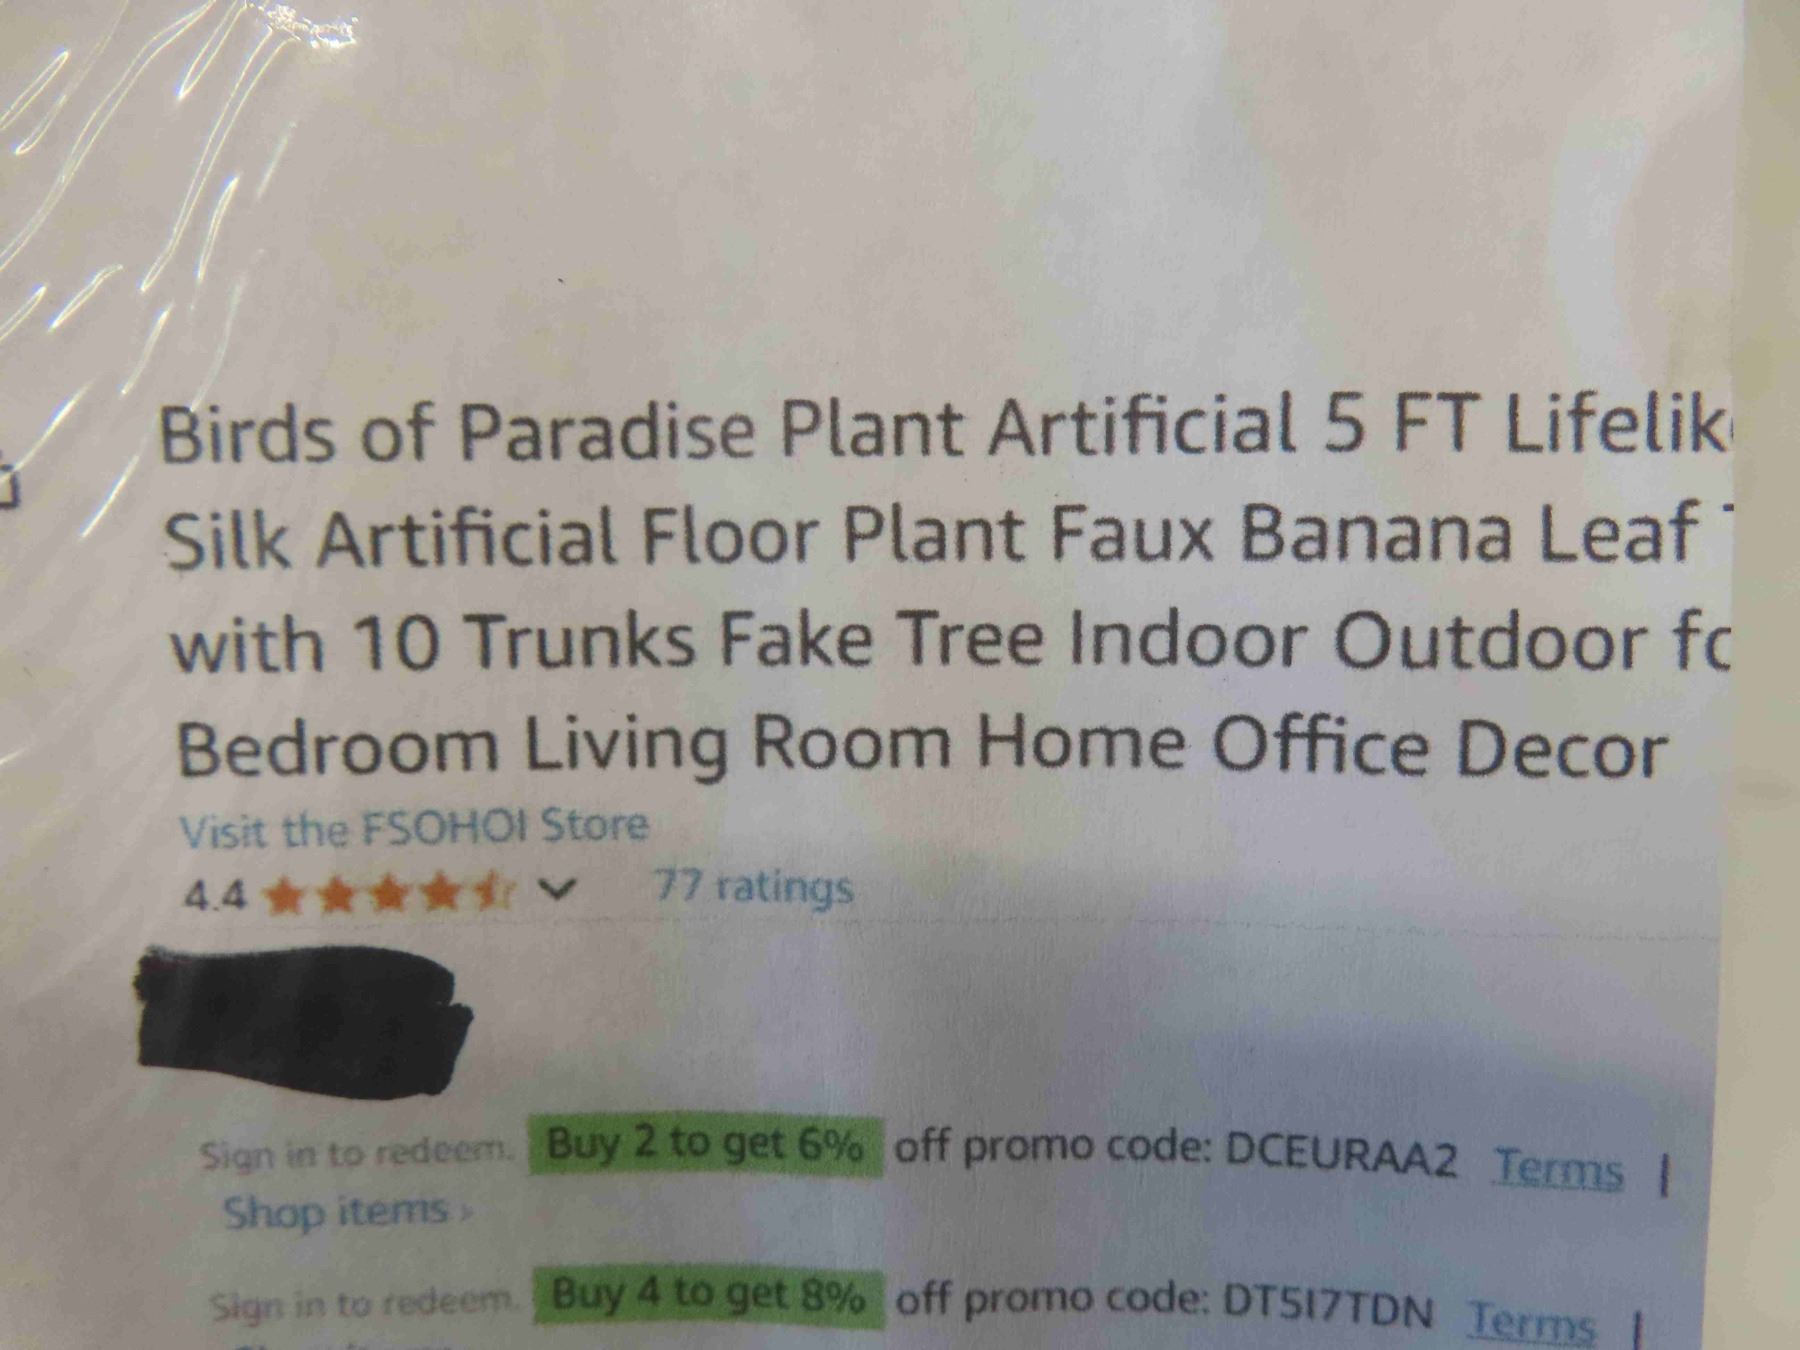 Birds of Paradise Plant Artificial 5 FT Lifelik
Silk Artificial Floor Plant Faux Banana Leaf
with 10 Trunks Fake Tree Indoor Outdoor fo
Bedroom Living Room Home Office Decor
Visit the FSOHOI Store
4.4 77 ratings
Sign in to redeem. Buy 2 to get 6% off promo code: DCEURAA2 Terms |
Shop items ›
Sign in to redeem. Buy 4 to get 8% off promo code: DT5I7TDN Terms |